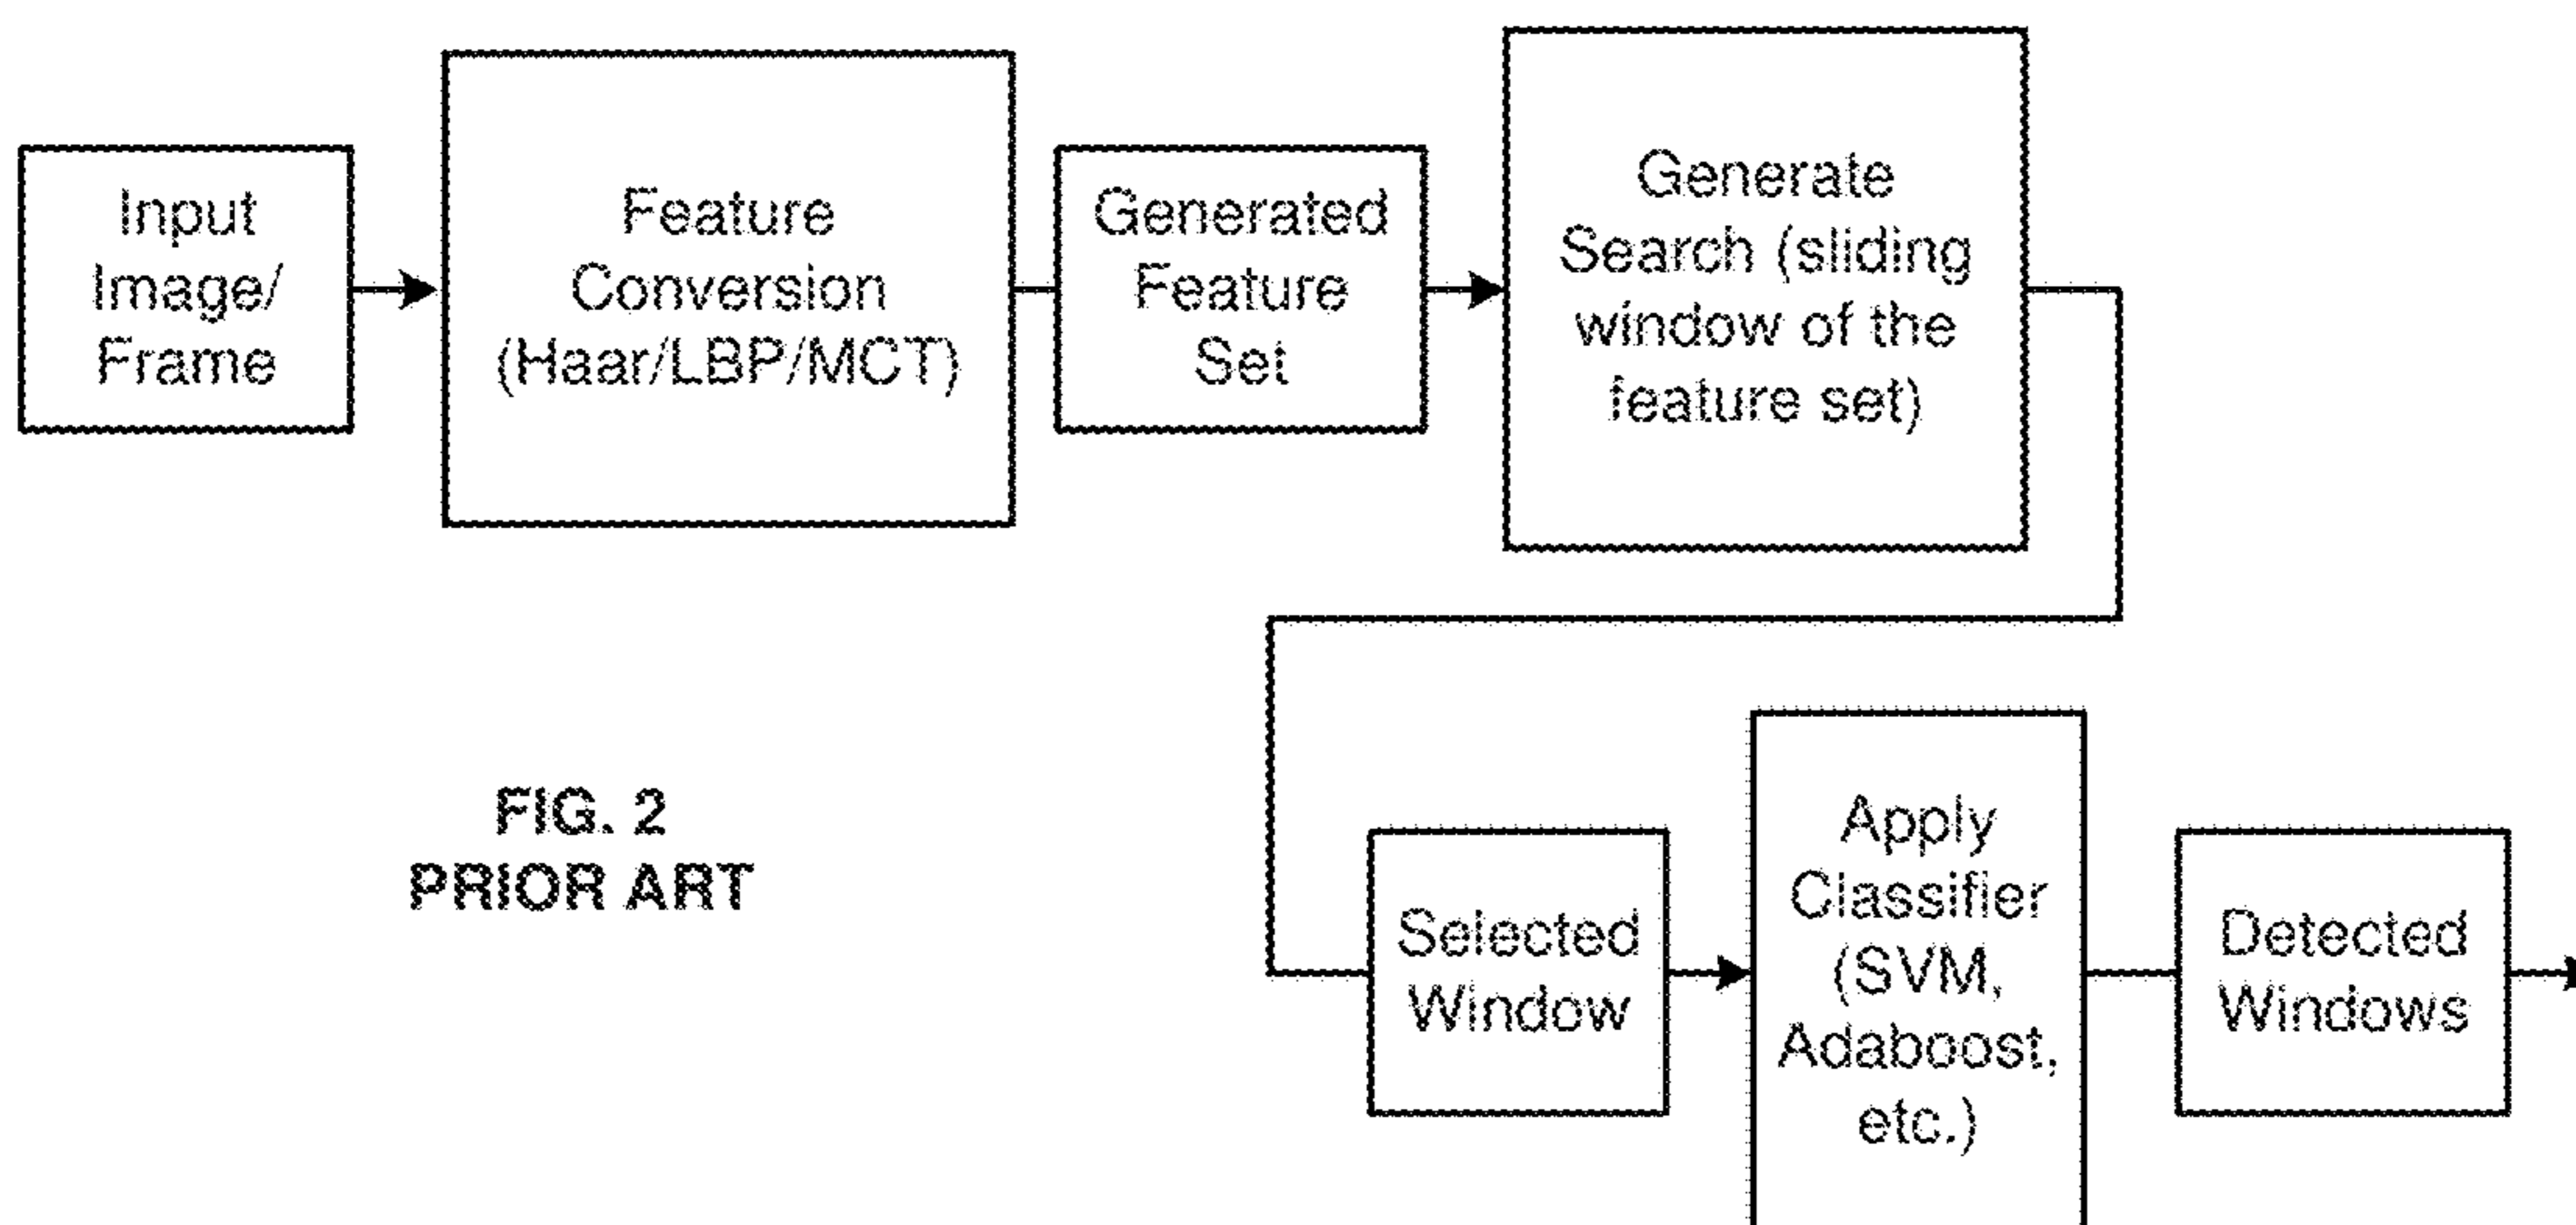 Input
Image/
Frame
Feature
Conversion
(Haar/LBP/MCT)
Generated
Feature
Set
Generate
Search (sliding
window of the
feature set)
FIG. 2
PRIOR ART
Selected
Window
Apply
Classifier
(SVM,
Adaboost,
etc.)
Detected
Windows